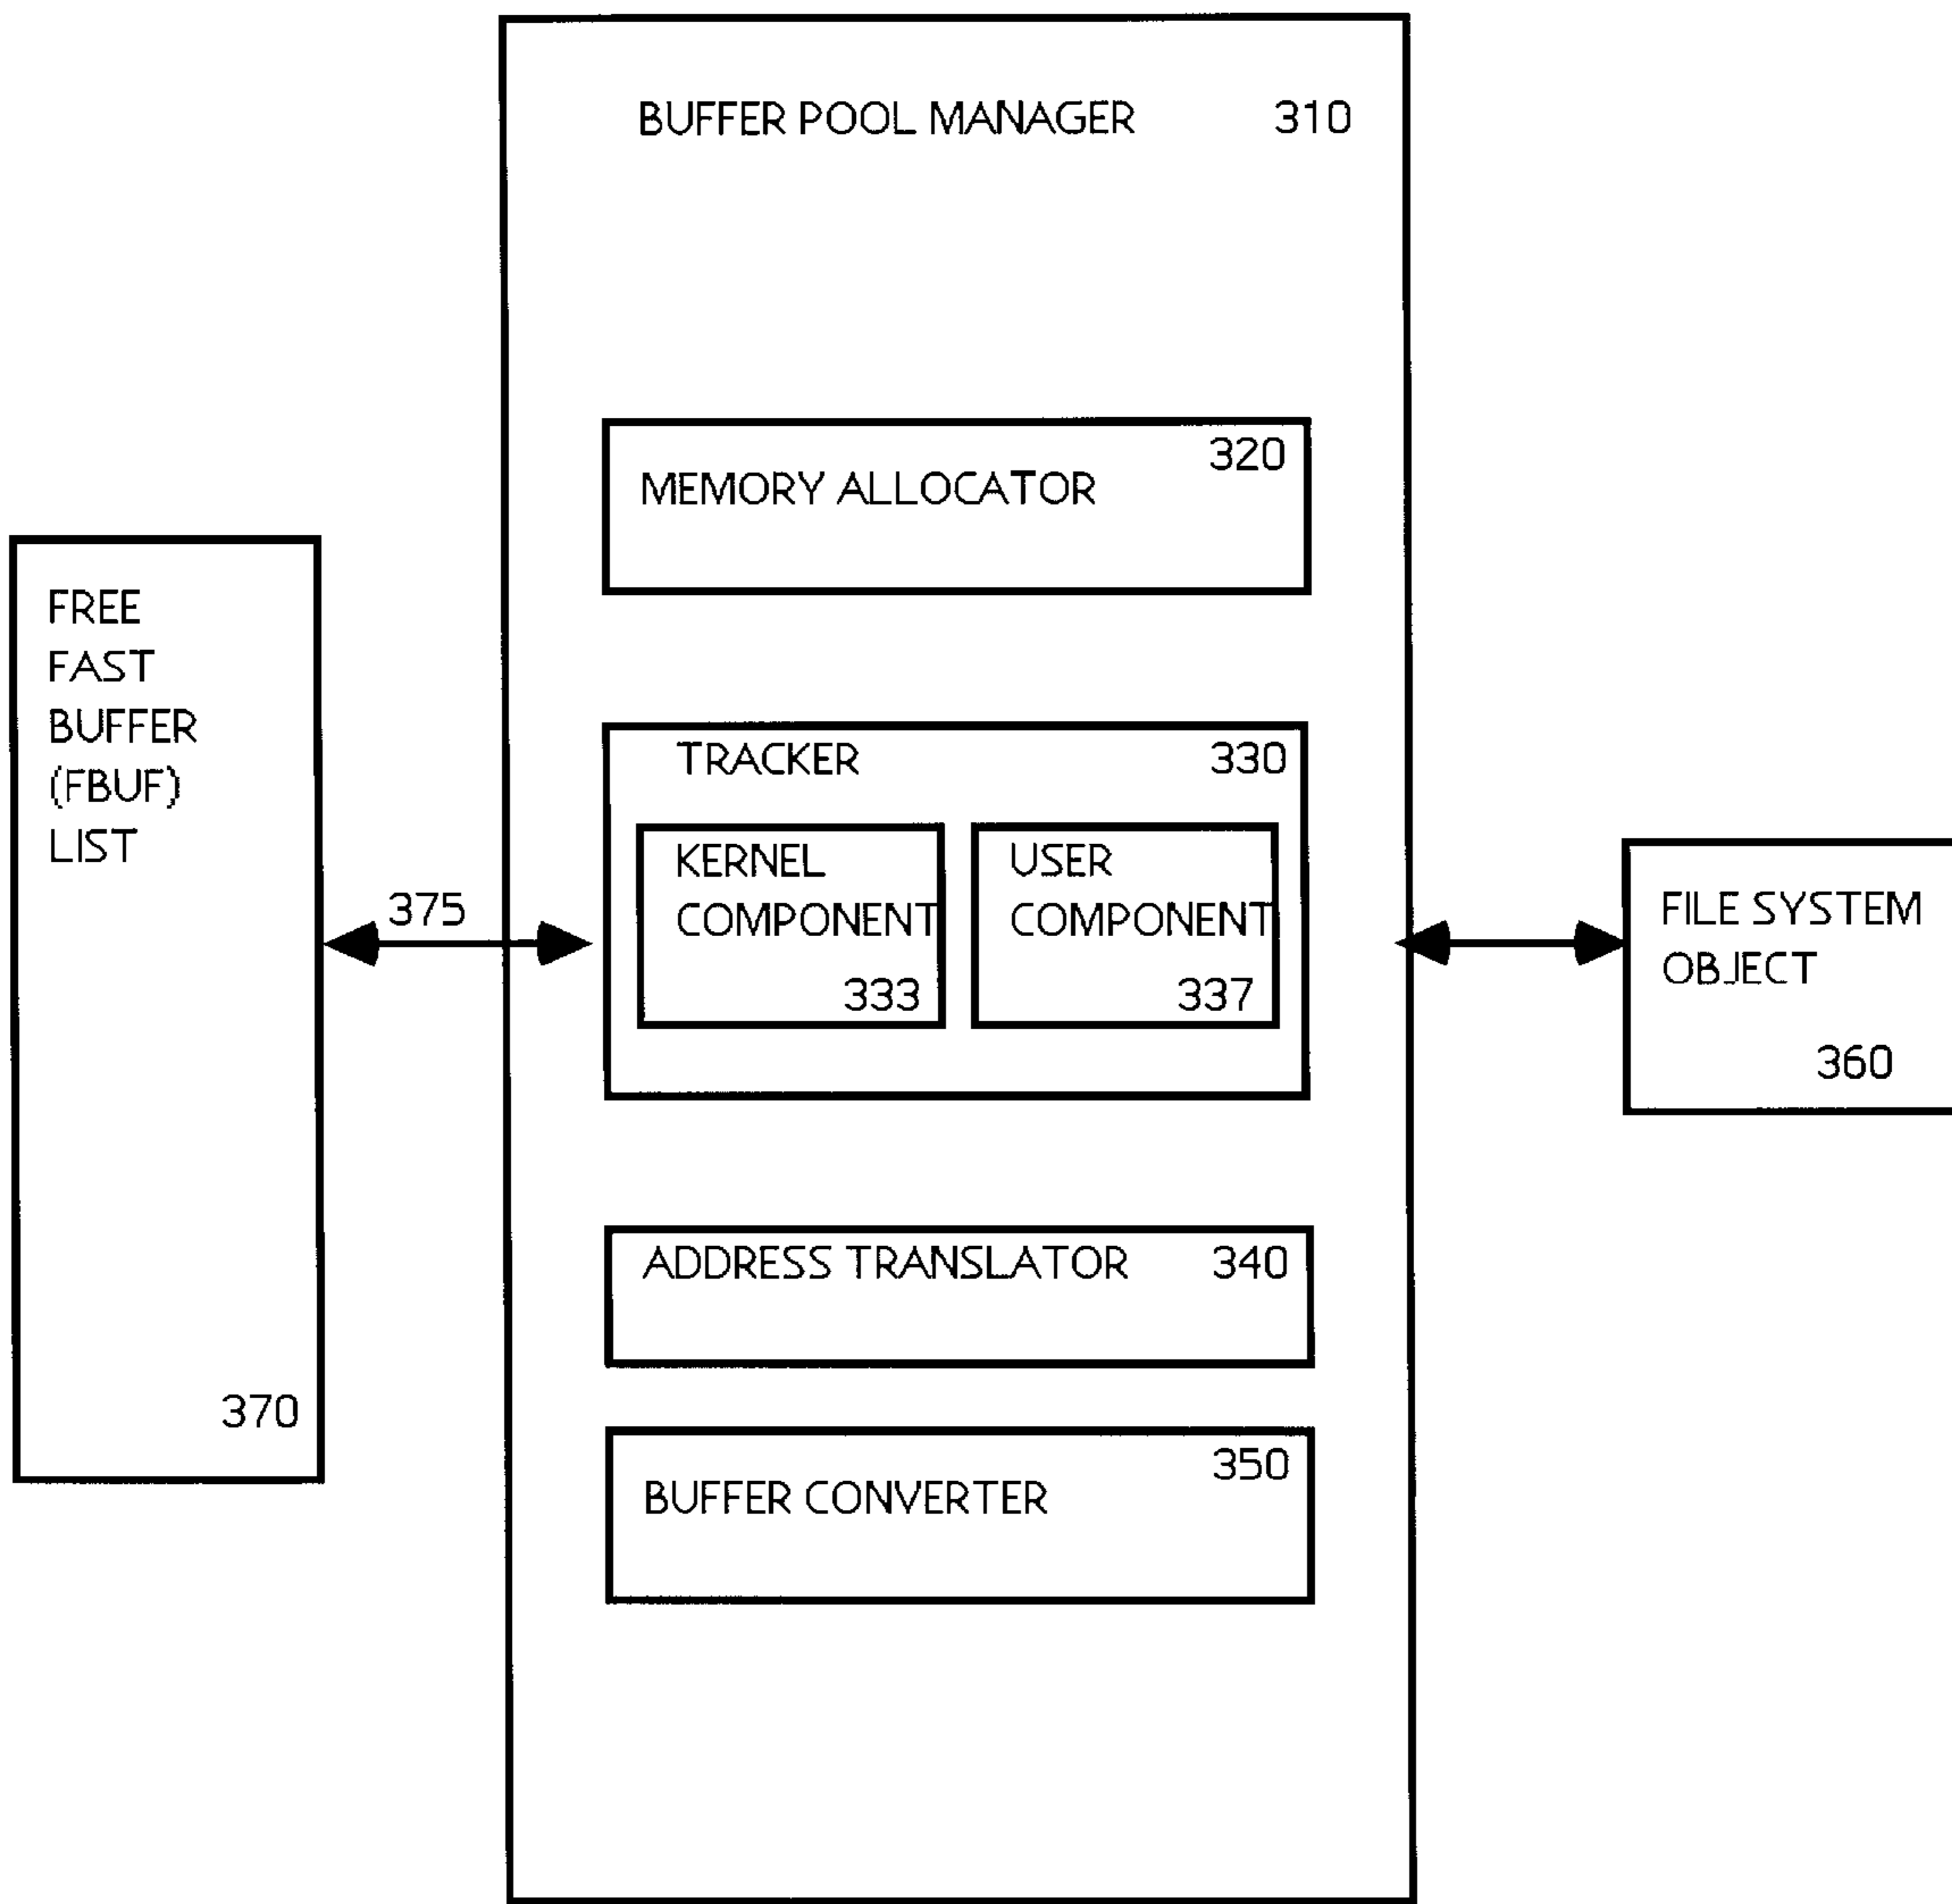 BUFFER POOL MANAGER 310
MEMORY ALLOCATOR 320
FREE
FAST
BUFFER
(FBUF)
LIST
370
375
TRACKER 330
KERNEL
COMPONENT
333
USER
COMPONENT
337
FILE SYSTEM
OBJECT
360
ADDRESS TRANSLATOR 340
BUFFER CONVERTER 350